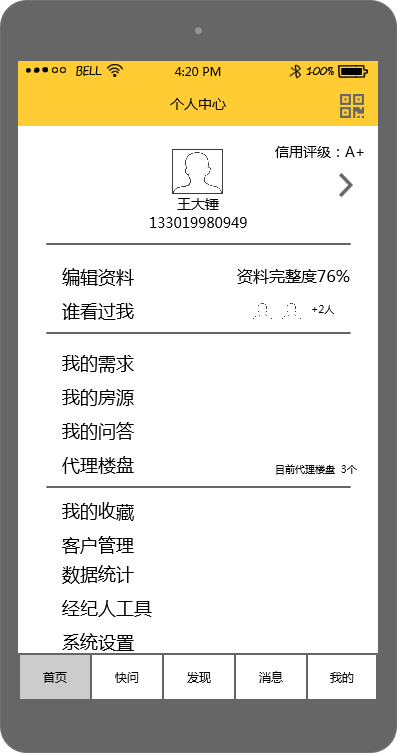 BELL 4:20 PM 100%
个人中心
信用评级：A+
王大锤
133019980949
编辑资料 资料完整度76%
谁看过我 +2人
我的需求
我的房源
我的问答
代理楼盘 目前代理楼盘 3个
我的收藏
客户管理
数据统计
经纪人工具
系统设置
首页 快问 发现 消息 我的